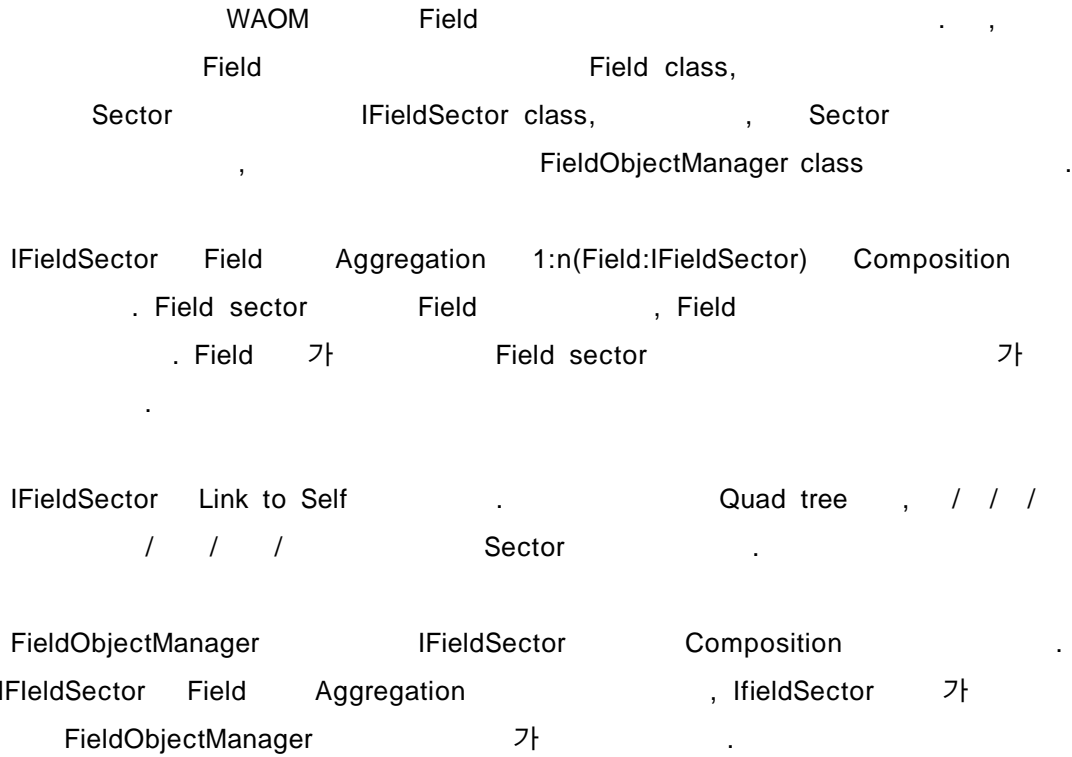 WAOM Field . ,
Field Field class,
Sector IFieldSector class, , Sector
, FieldObjectManager class .
IFieldSector Field Aggregation 1:n(Field:IFieldSector) Composition
. Field sector Field , Field
. Field 가 Field sector 가
.
IFieldSector Link to Self . Quad tree , / / /
/ / / Sector .
FieldObjectManager IFieldSector Composition .
IFIeldSector Field Aggregation , IfieldSector 가
FieldObjectManager 가 .